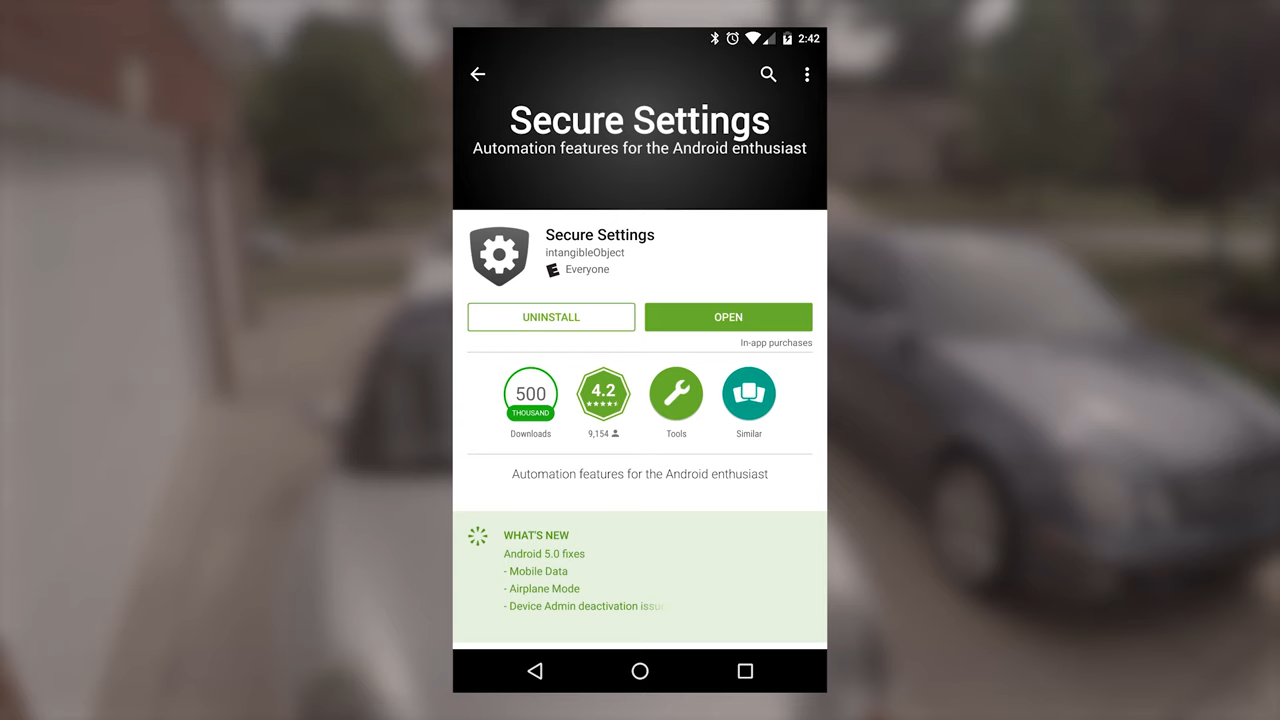 2:42
Secure Settings
Automation features for the Android enthusiast
Secure Settings
intangibleObject
E Everyone
UNINSTALL
OPEN
In-app purchases
500
THOUSAND
4.2
Downloads
9,154
Tools
Similar
Automation features for the Android enthusiast
WHAT'S NEW
Android 5.0 fixes
- Mobile Data
- Airplane Mode
- Device Admin deactivation issu